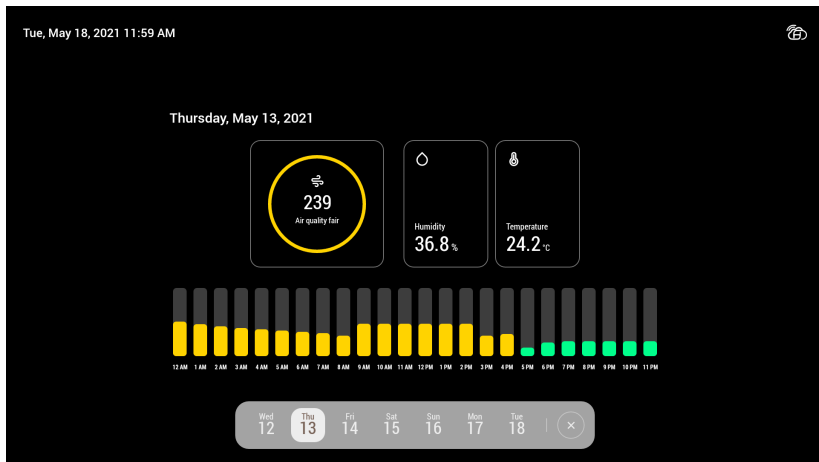 Tue, May 18, 2021 11:59 AM
Thursday, May 13, 2021
239
Air quality fair
Humidity
36.8 %
Temperature
24.2 °C
12 AM 1 AM 2 AM 3 AM 4 AM 5 AM 6 AM 7 AM 8 AM 9 AM 10 AM 11 AM 12 PM 1 PM 2 PM 3 PM 4 PM 5 PM 6 PM 7 PM 8 PM 9 PM 10 PM 11 PM
Wed Thu Fri Sat Sun Mon Tue
12 13 14 15 16 17 18